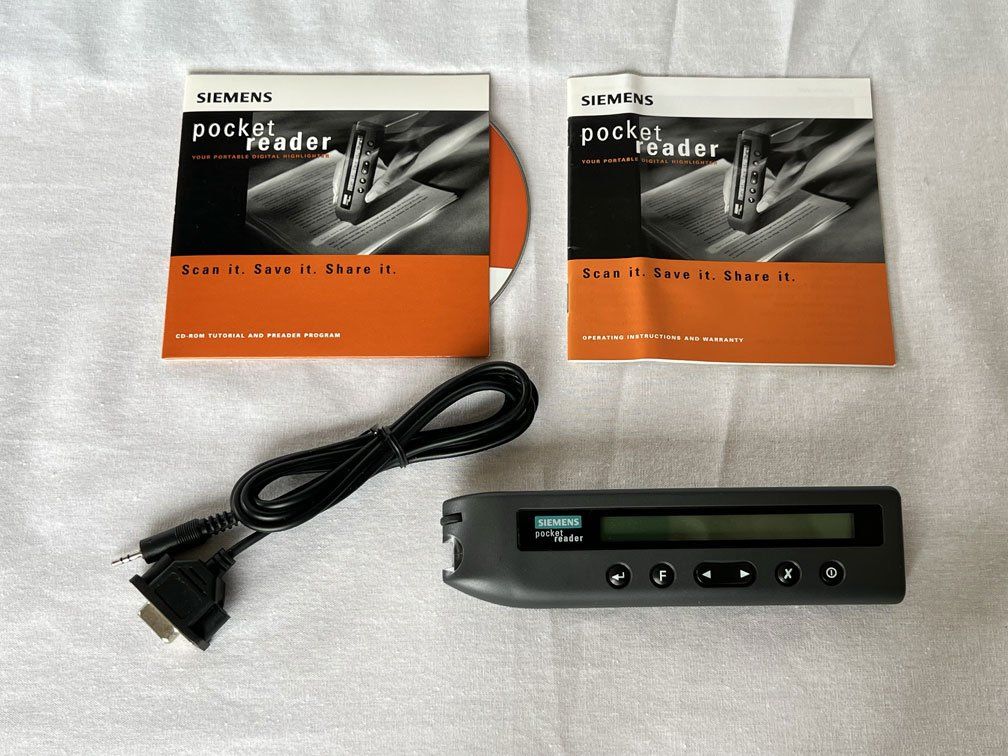 SIEMENS
pocket
reader
YOUR PORTABLE DIGITAL HIGHLIGHTER
Scan it. Save it. Share it.
CD-ROM TUTORIAL AND PREADER PROGRAM
SIEMENS
pocket
reader
YOUR PORTABLE DIGITAL HIGHLIGHTER
Scan it. Save it. Share it.
OPERATING INSTRUCTIONS AND WARRANTY
SIEMENS
pocket
reader
F
X